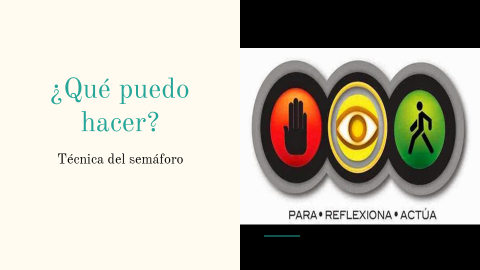 ¿Qué puedo
hacer?
Técnica del semáforo
PARA•REFLEXIONA•ACTÚA